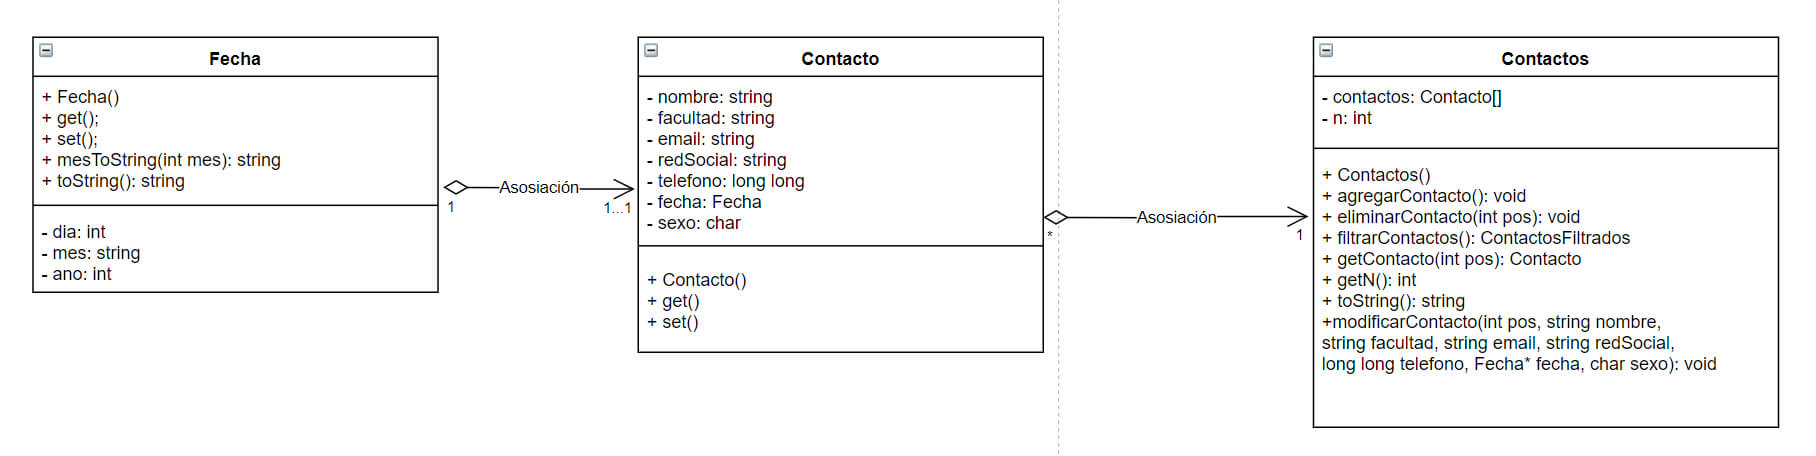 Fecha
+ Fecha()
+ get();
+ set();
+ mesToString(int mes): string
+ toString(): string
- dia: int
- mes: string
- ano: int
Asosiación
1
1...1
Contacto
- nombre: string
- facultad: string
- email: string
- redSocial: string
- telefono: long long
- fecha: Fecha
- sexo: char
+ Contacto()
+ get()
+ set()
Asosiación
*
1
Contactos
- contactos: Contacto[]
- n: int
+ Contactos()
+ agregarContacto(): void
+ eliminarContacto(int pos): void
+ filtrarContactos(): ContactosFiltrados
+ getContacto(int pos): Contacto
+ getN(): int
+ toString(): string
+modificarContacto(int pos, string nombre,
string facultad, string email, string redSocial,
long long telefono, Fecha* fecha, char sexo): void